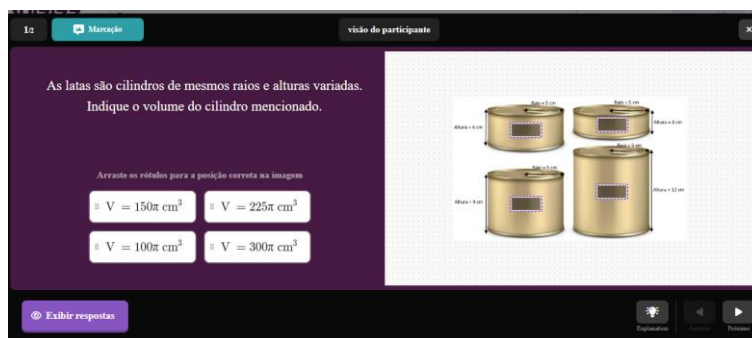 1/2
Marcação
visão do participante
As latas são cilindros de mesmos raios e alturas variadas.
Indique o volume do cilindro mencionado.
Arraste os rótulos para a posição correta na imagem
V = 150π cm³
V = 225π cm³
V = 100π cm³
V = 300π cm³
Raio = 5 cm
Raio = 5 cm
Altura = 6 cm
Altura = 4 cm
Raio = 5 cm
Raio = 5 cm
Altura = 9 cm
Altura = 12 cm
Exibir respostas
Explanation
Próximo